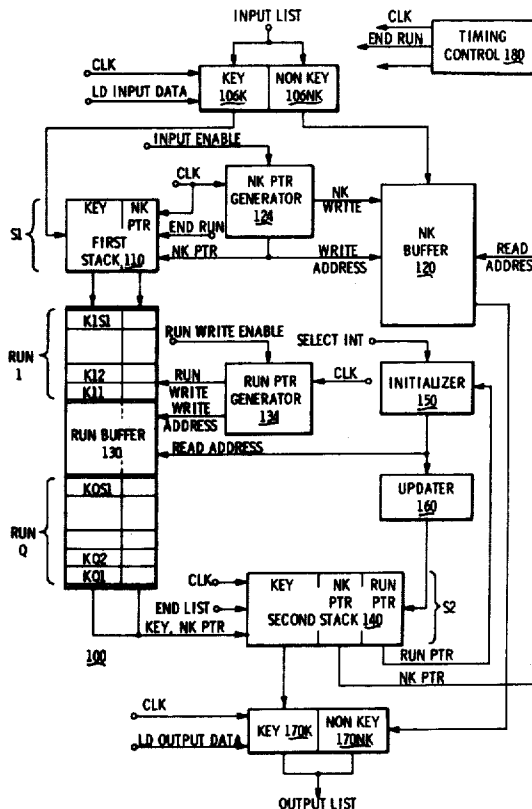 INPUT LIST
CLK
END RUN
TIMING
CONTROL 180
CLK
LD INPUT DATA
KEY
106K
NON KEY
106NK
INPUT ENABLE
CLK
NK PTR
GENERATOR
124
NK
WRITE
S1
KEY
NK
PTR
FIRST
STACK 110
END RUN
NK PTR
WRITE
ADDRESS
NK
BUFFER
120
READ
ADDRESS
RUN
1
K1S1
K12
K11
RUN WRITE ENABLE
RUN
WRITE
WRITE
ADDRESS
RUN PTR
GENERATOR
134
CLK
SELECT INT
INITIALIZER
150
RUN BUFFER
130
READ ADDRESS
UPDATER
160
RUN
Q
KQS1
KQ2
KQ1
CLK
END LIST
KEY, NK PTR
KEY
NK
PTR
RUN
PTR
SECOND STACK 140
S2
RUN PTR
NK PTR
100
CLK
LD OUTPUT DATA
KEY 170K
NON KEY
170NK
OUTPUT LIST